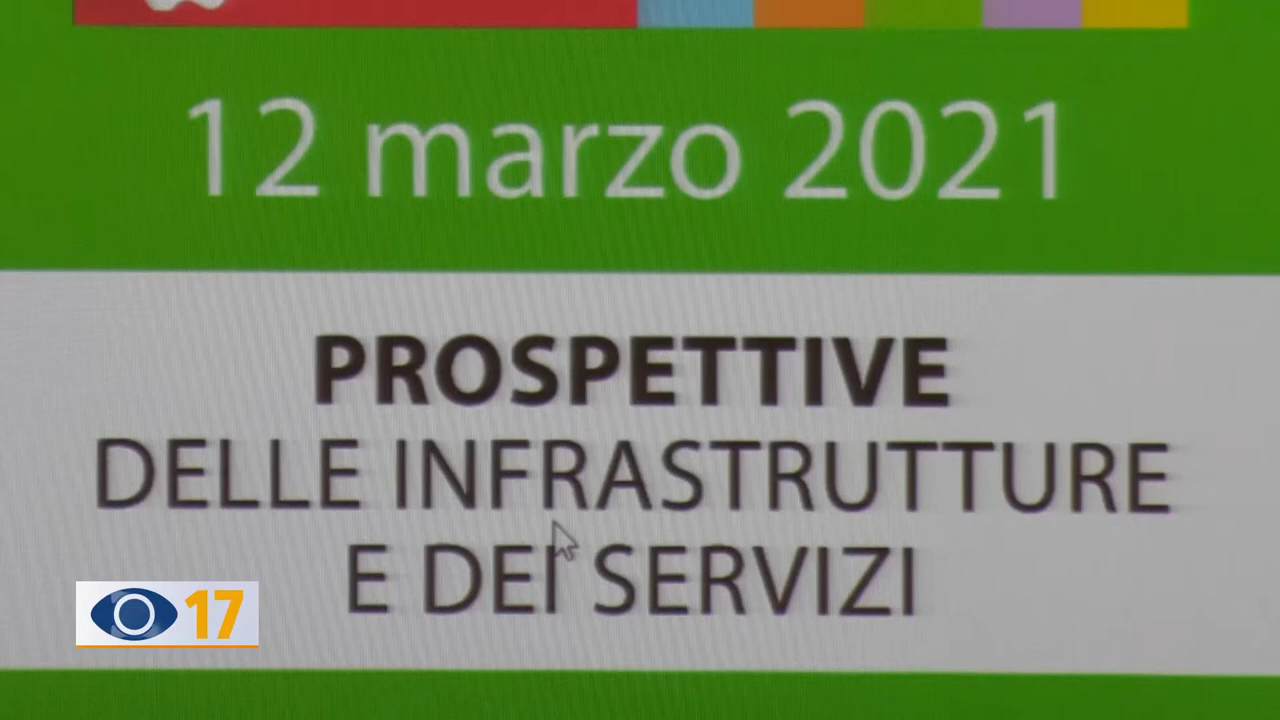 12 marzo 2021
PROSPETTIVE
DELLE INFRASTRUTTURE
E DEI SERVIZI
17